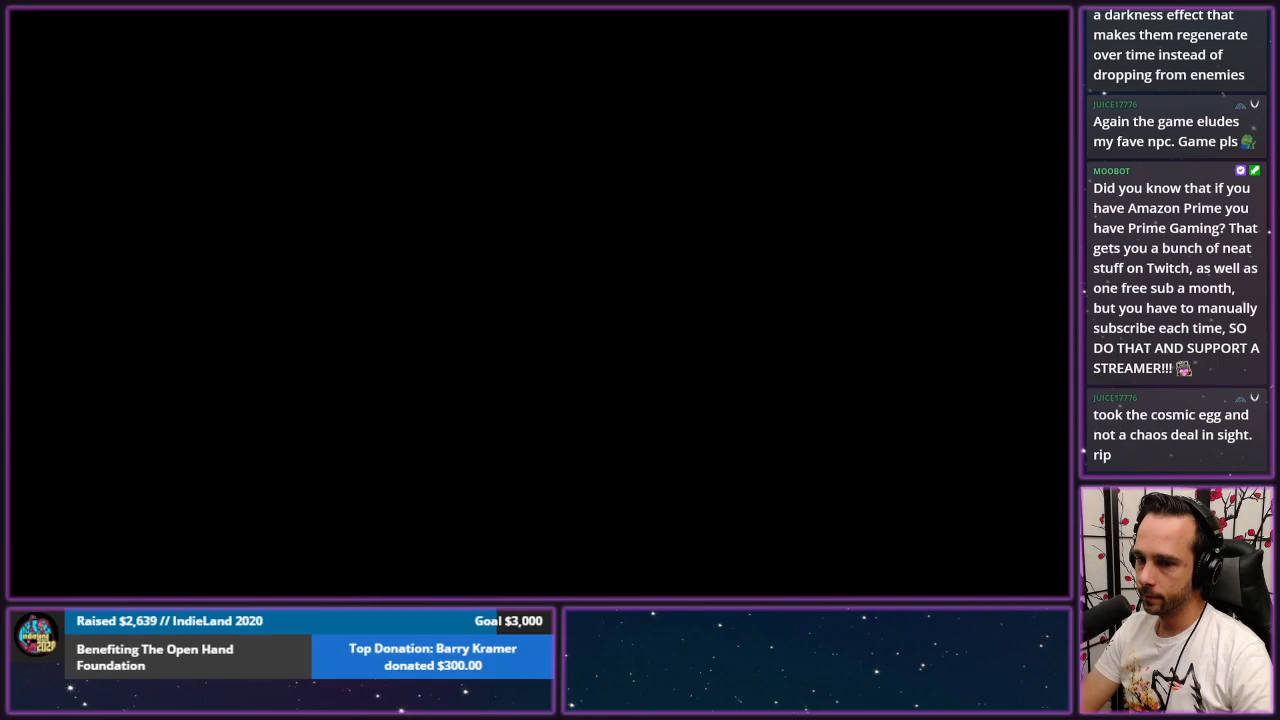 a darkness effect that
makes them regenerate
over time instead of
dropping from enemies
JUICE17776
Again the game eludes
my fave npc. Game pls
MOOBOT
Did you know that if you
have Amazon Prime you
have Prime Gaming? That
gets you a bunch of neat
stuff on Twitch, as well as
one free sub a month,
but you have to manually
subscribe each time, SO
DO THAT AND SUPPORT A
STREAMER!!!
JUICE17776
took the cosmic egg and
not a chaos deal in sight.
rip
Raised $2,639 // IndieLand 2020
Goal $3,000
Benefiting The Open Hand
Foundation
Top Donation: Barry Kramer
donated $300.00
indieland
2020